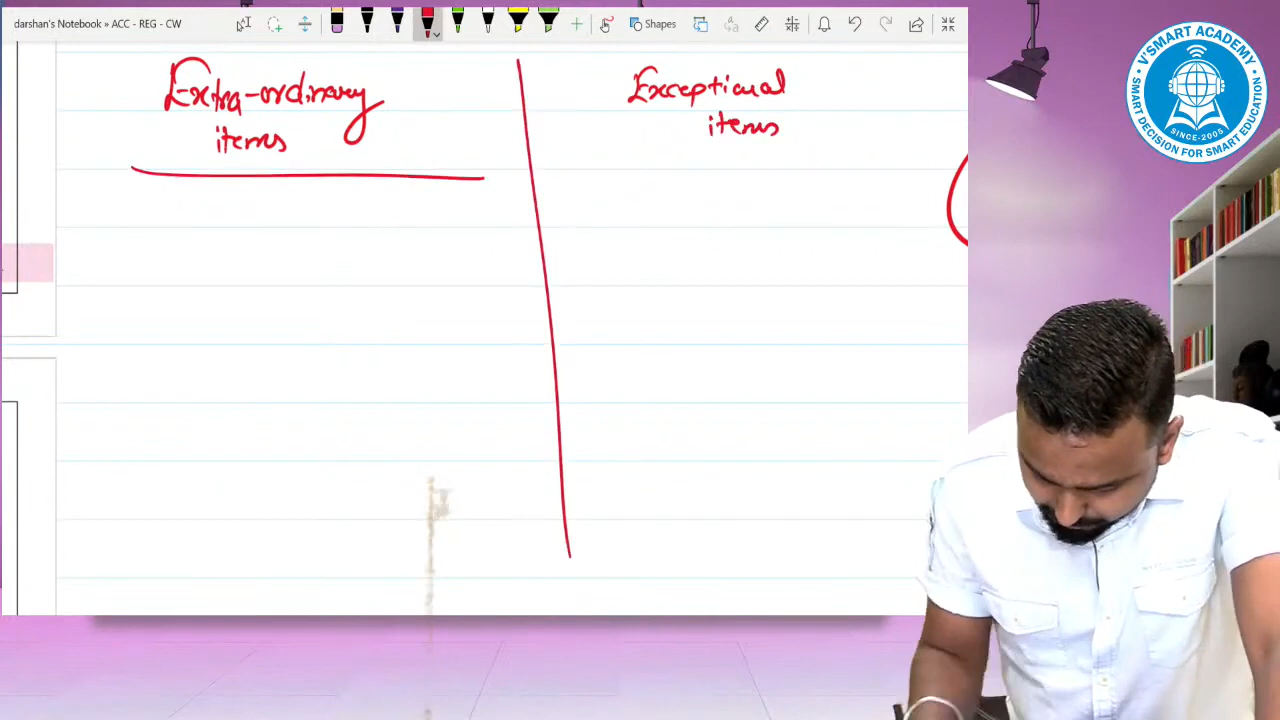 darshan's Notebook » ACC - REG - CW
Shapes
Extra-ordinary
items
Exceptional
items
V'SMART ACADEMY
SINCE-2005
SMART DECISION FOR SMART EDUCATION